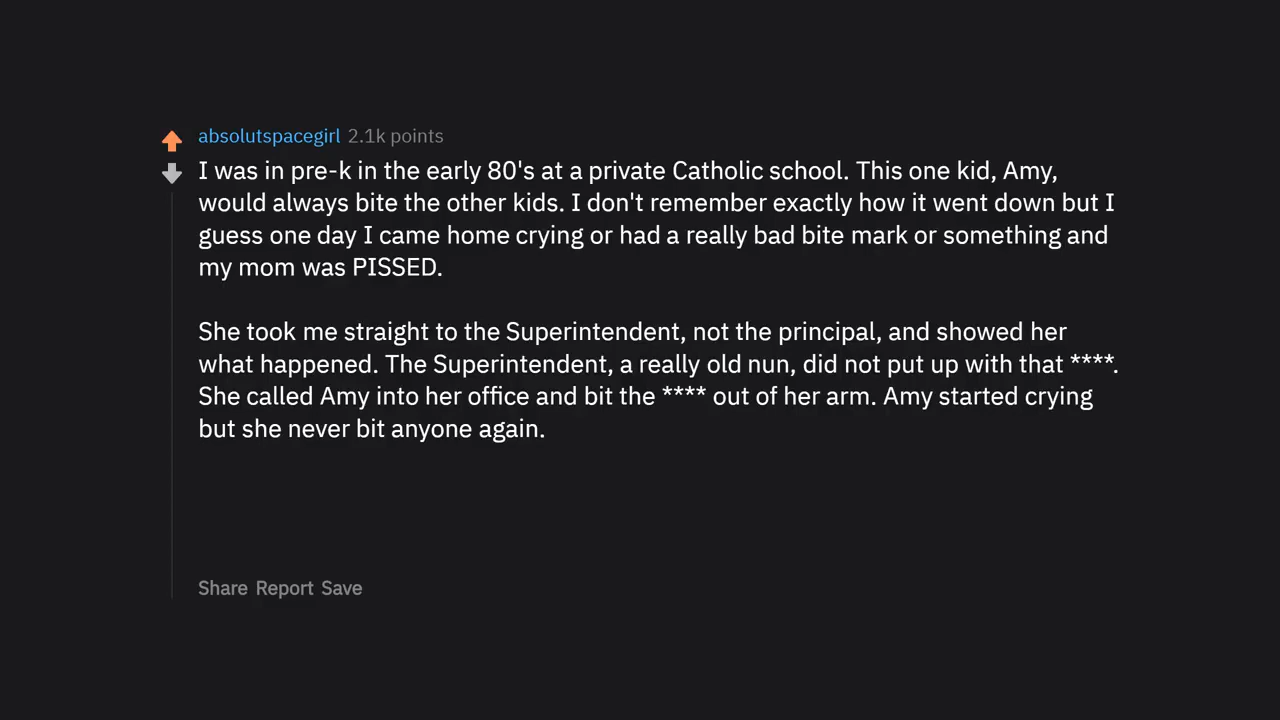 absolutspacegirl 2.1k points
I was in pre-k in the early 80's at a private Catholic school. This one kid, Amy,
would always bite the other kids. I don't remember exactly how it went down but I
guess one day I came home crying or had a really bad bite mark or something and
my mom was PISSED.
She took me straight to the Superintendent, not the principal, and showed her
what happened. The Superintendent, a really old nun, did not put up with that ****.
She called Amy into her office and bit the **** out of her arm. Amy started crying
but she never bit anyone again.
Share Report Save